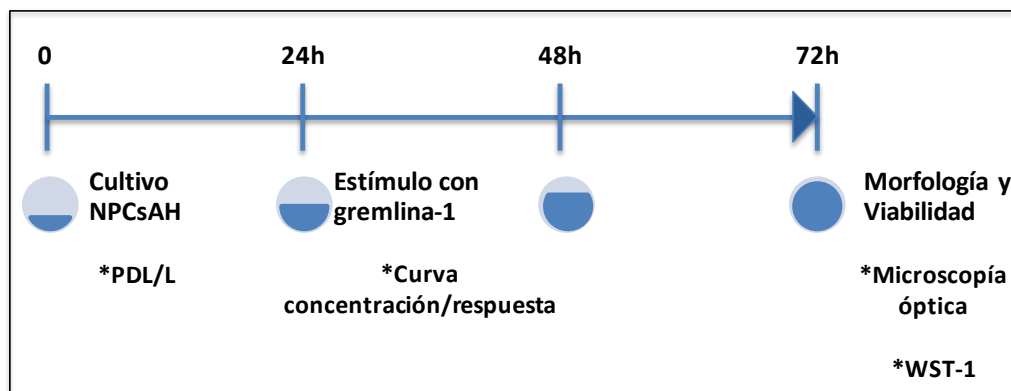 0
24h
48h
72h
Cultivo
NPCsAH
*PDL/L
Estímulo con
gremlina-1
*Curva
concentración/respuesta
Morfología y
Viabilidad
*Microscopía
óptica
*WST-1